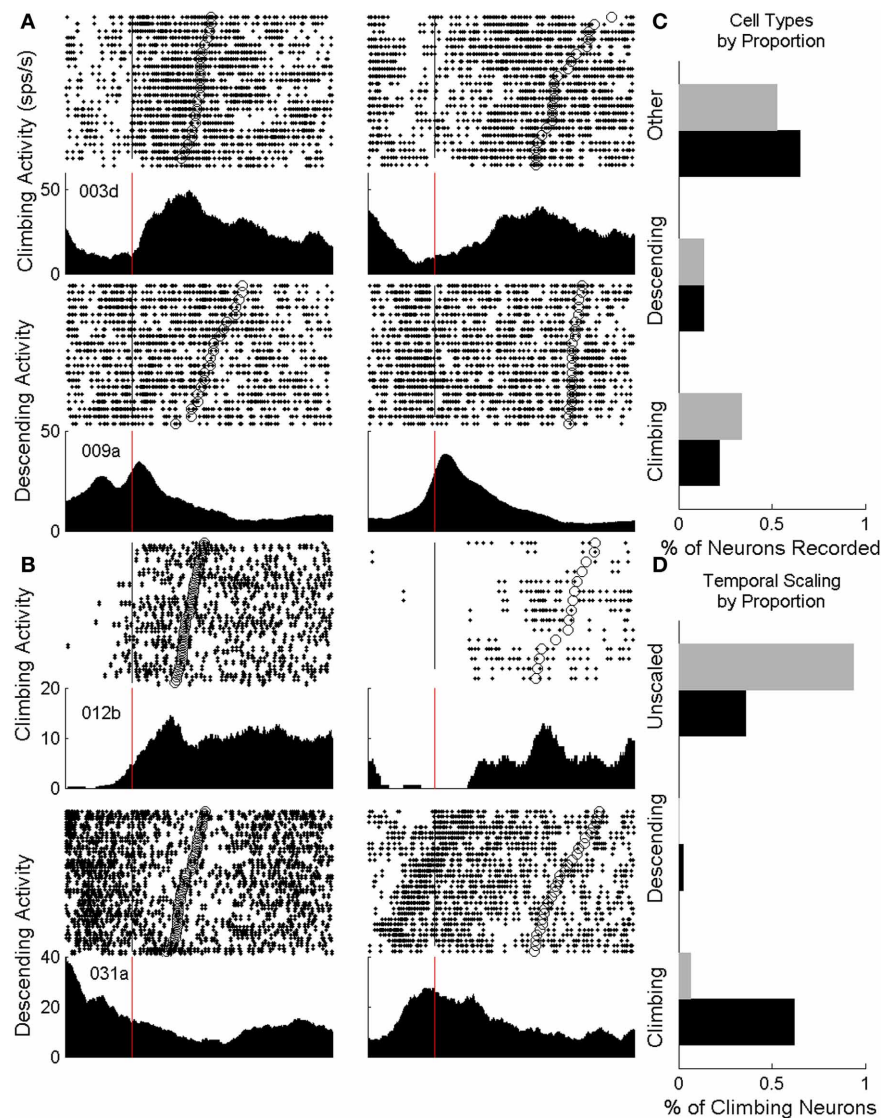 A
Climbing Activity (sps/s)
50
0
003d
Descending Activity
50
0
009a
B
Climbing Activity
20
10
0
012b
Descending Activity
40
20
0
031a
C
Cell Types
by Proportion
Other
Descending
Climbing
0 0.5 1
% of Neurons Recorded
D
Temporal Scaling
by Proportion
Unscaled
Descending
Climbing
0 0.5 1
% of Climbing Neurons